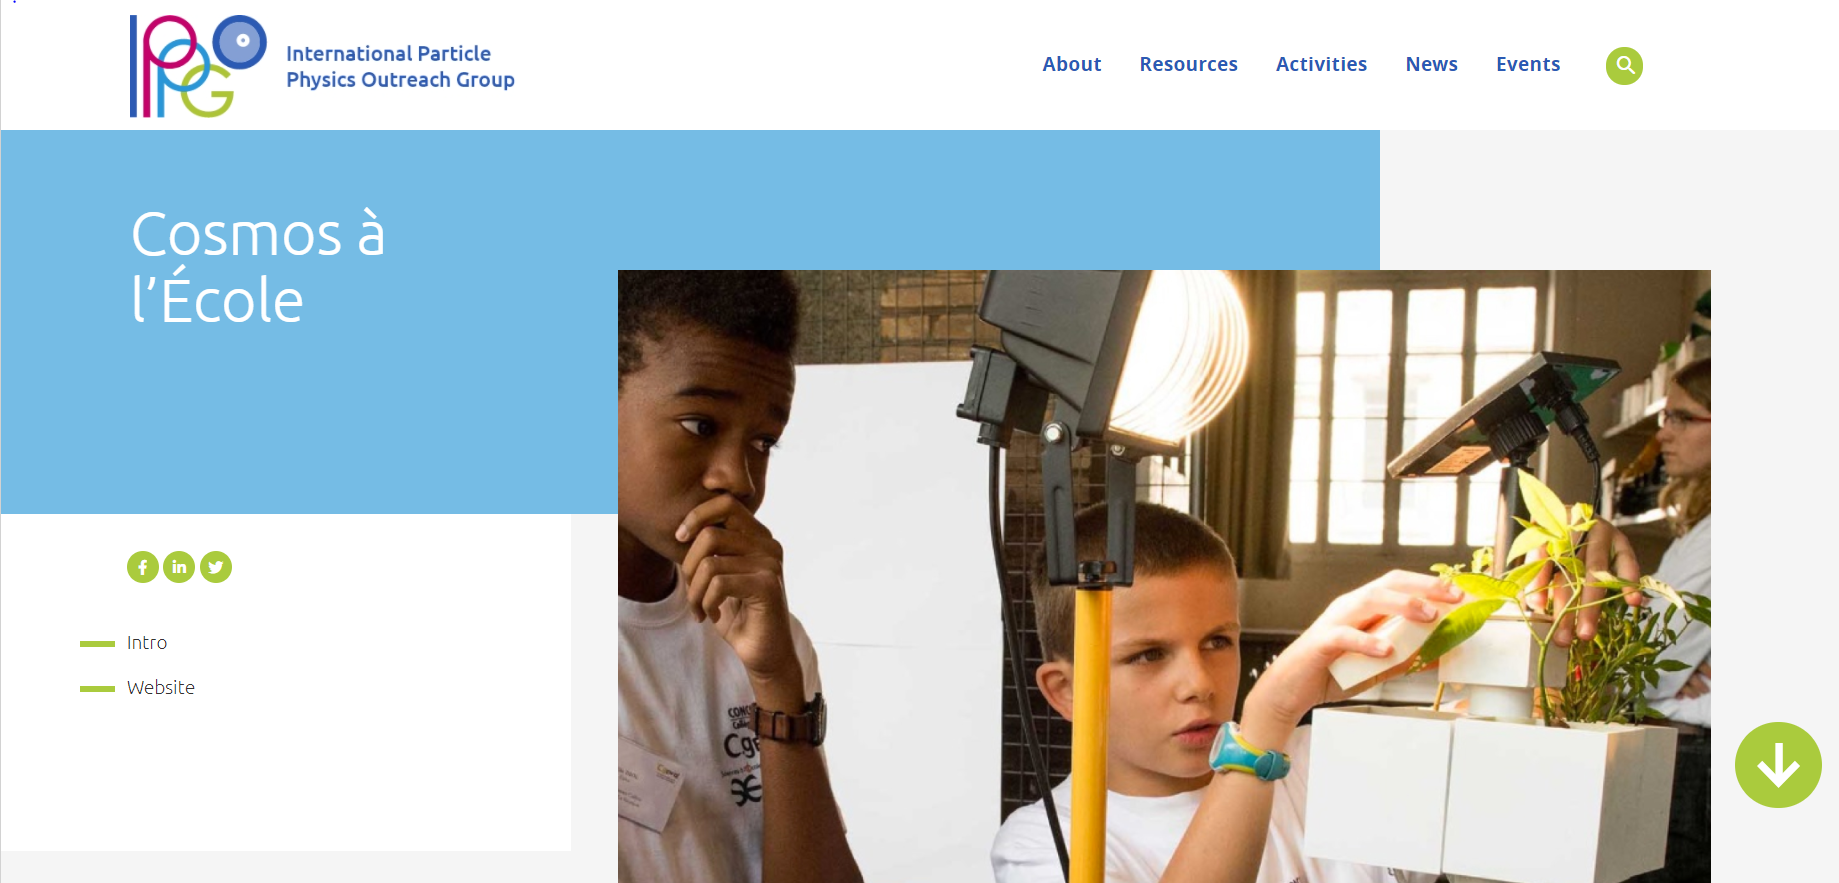 IPPOG
International Particle
Physics Outreach Group
About
Resources
Activities
News
Events
Cosmos à
l'École
Intro
Website